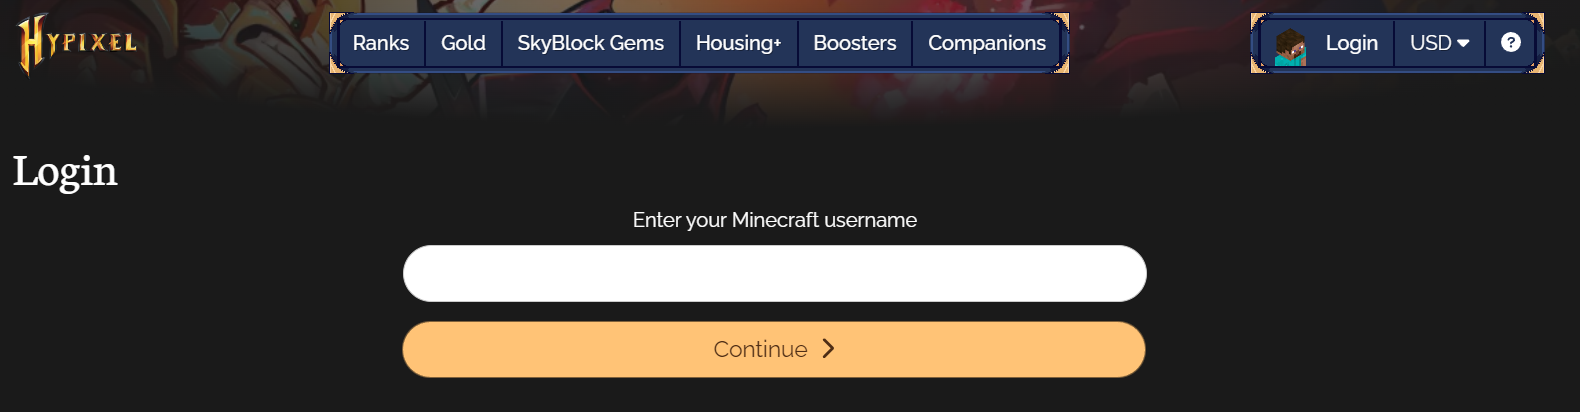 HYPIXEL
Ranks Gold SkyBlock Gems Housing+ Boosters Companions Login USD ?
Login
Enter your Minecraft username
Continue